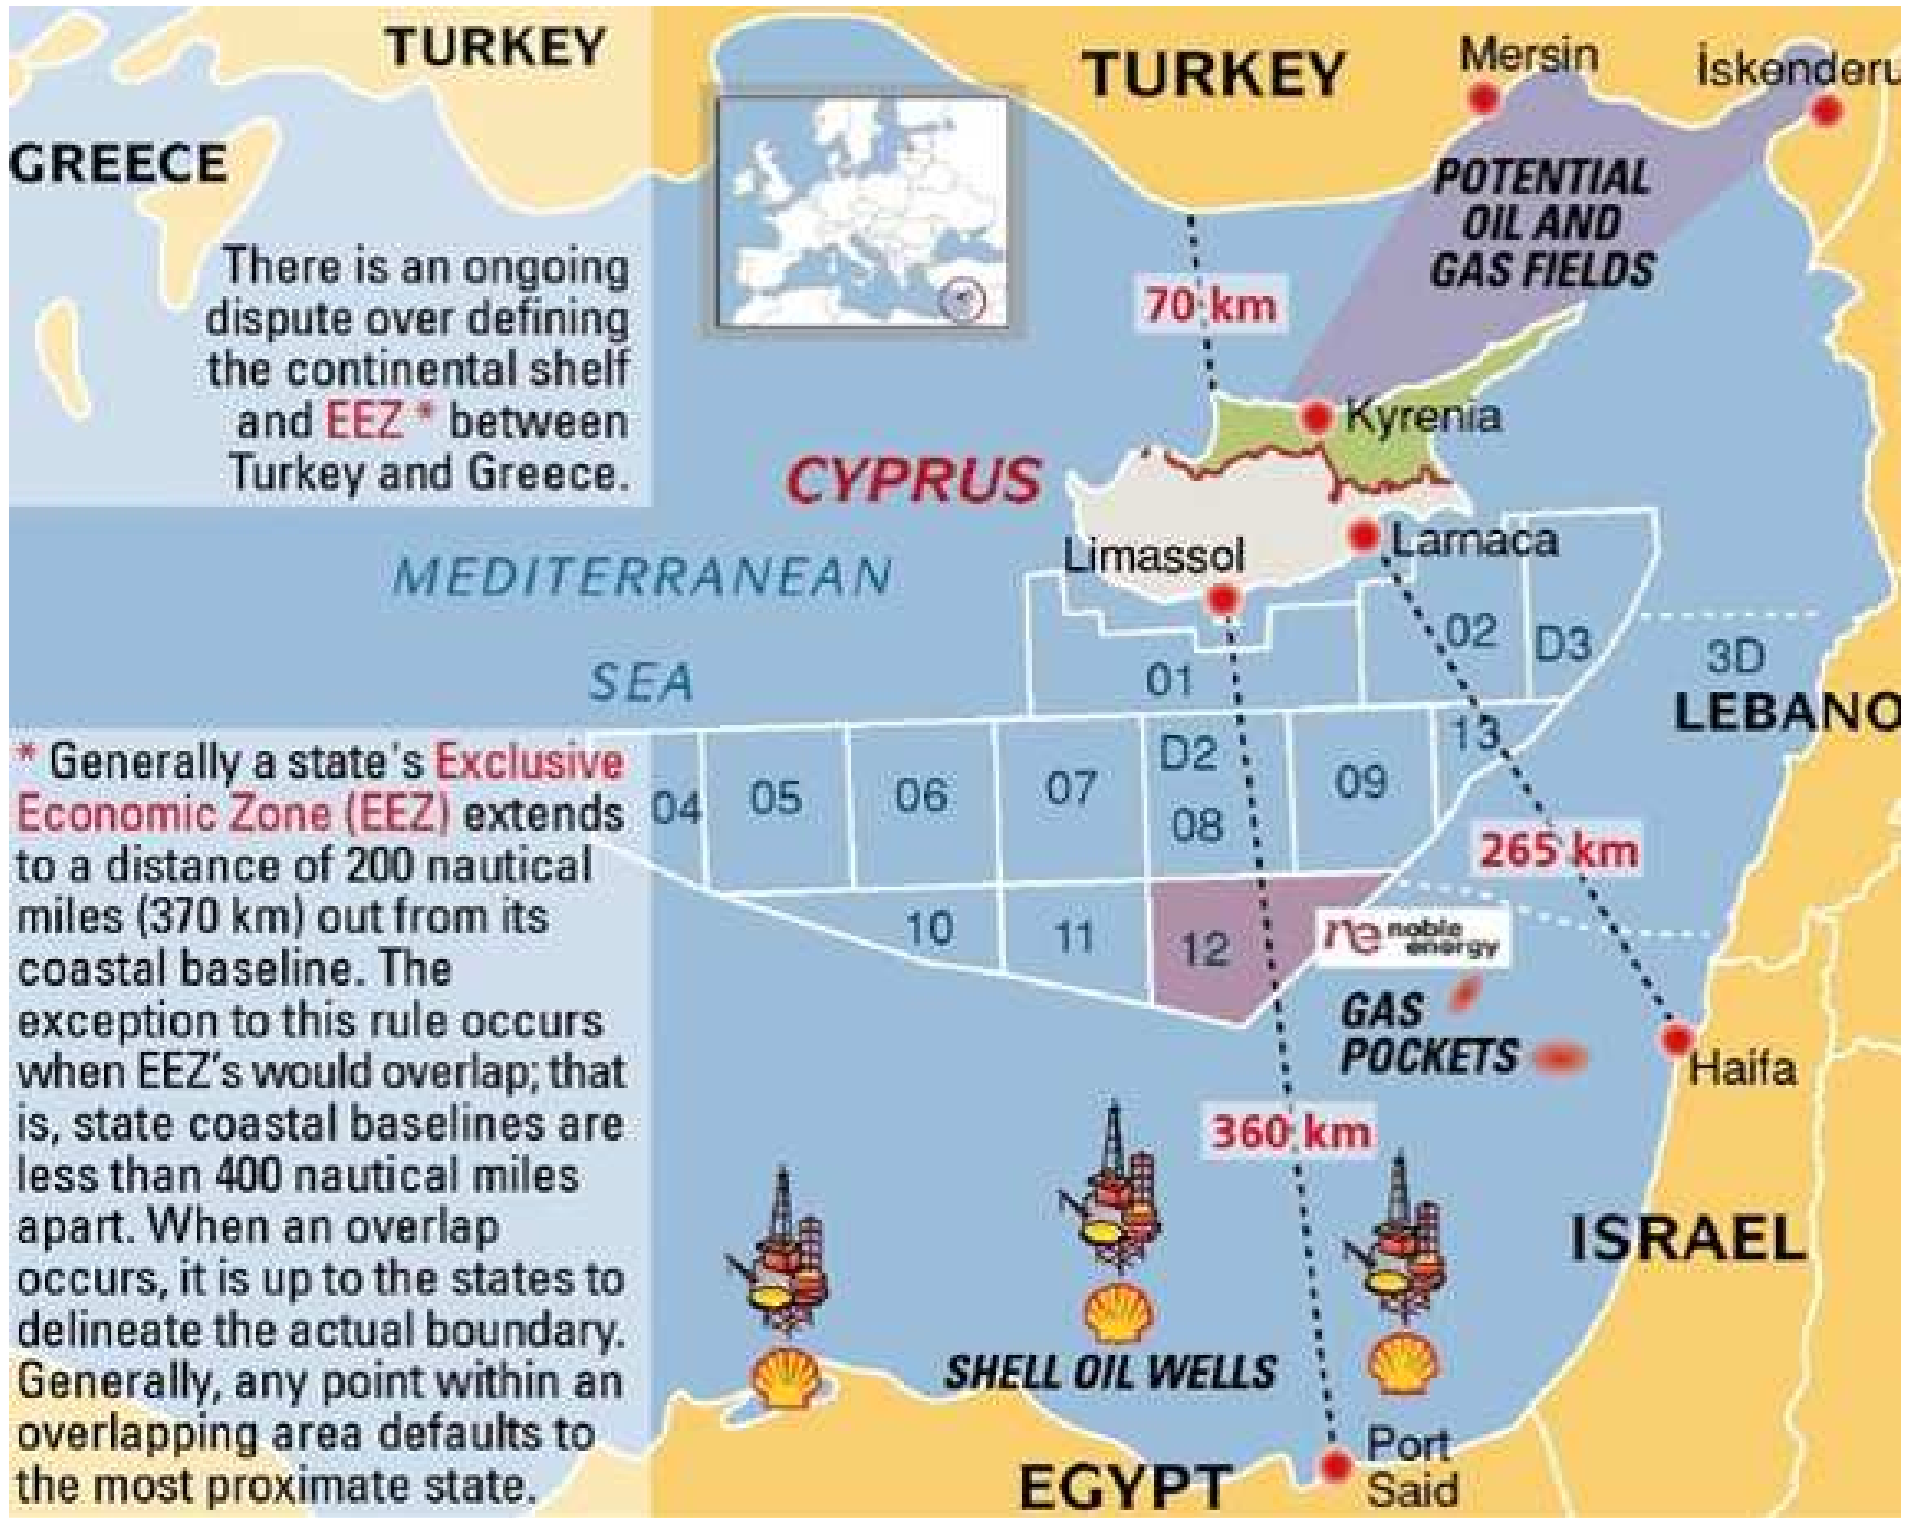 TURKEY
TURKEY
Mersin
İskenderu
GREECE
POTENTIAL
OIL AND
GAS FIELDS
There is an ongoing
dispute over defining
the continental shelf
and EEZ * between
Turkey and Greece.
70 km
Kyrenia
CYPRUS
Larnaca
Limassol
MEDITERRANEAN
SEA
01
02
D3
3D
LEBANO
13
* Generally a state's Exclusive
Economic Zone (EEZ) extends
to a distance of 200 nautical
miles (370 km) out from its
coastal baseline. The
exception to this rule occurs
when EEZ's would overlap; that
is, state coastal baselines are
less than 400 nautical miles
apart. When an overlap
occurs, it is up to the states to
delineate the actual boundary.
Generally, any point within an
overlapping area defaults to
the most proximate state.
04
05
06
07
D2
08
09
265 km
10
11
12
ne noble
energy
GAS
POCKETS
Haifa
360 km
ISRAEL
SHELL OIL WELLS
EGYPT
Port
Said